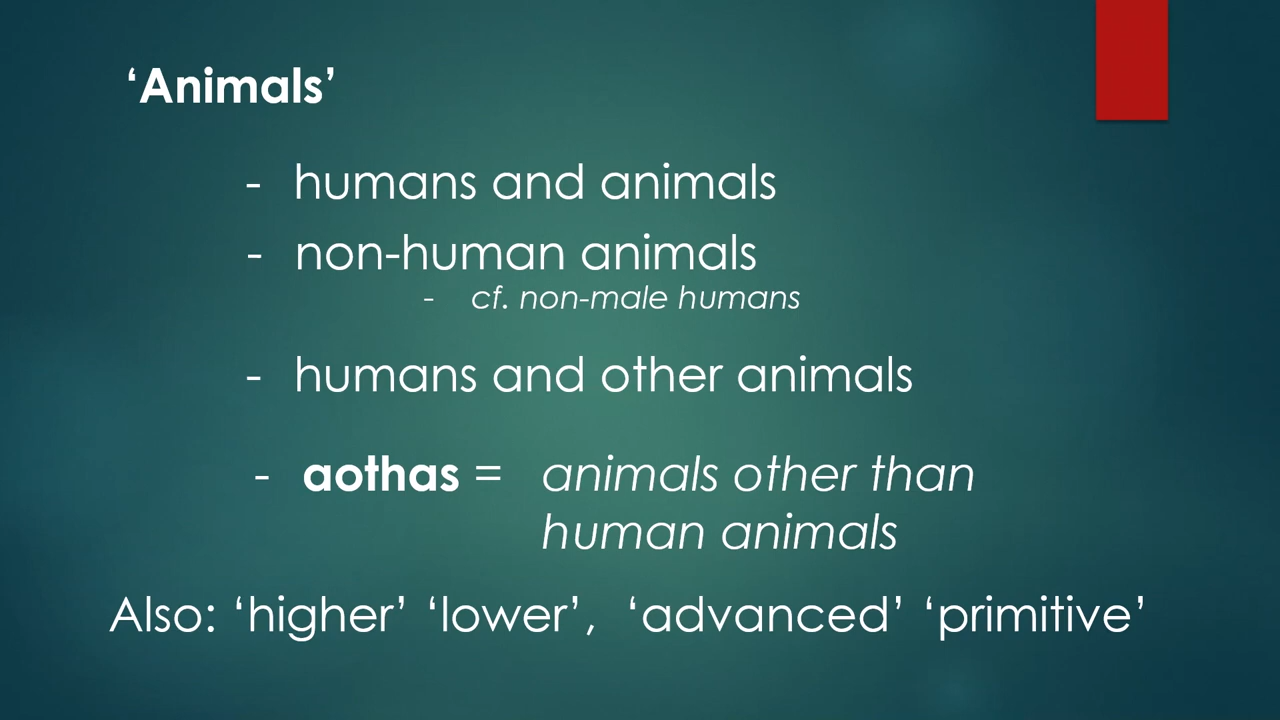 ‘Animals’
- humans and animals
- non-human animals
- cf. non-male humans
- humans and other animals
- aothas = animals other than
human animals
Also: ‘higher’ ‘lower’, ‘advanced’ ‘primitive’